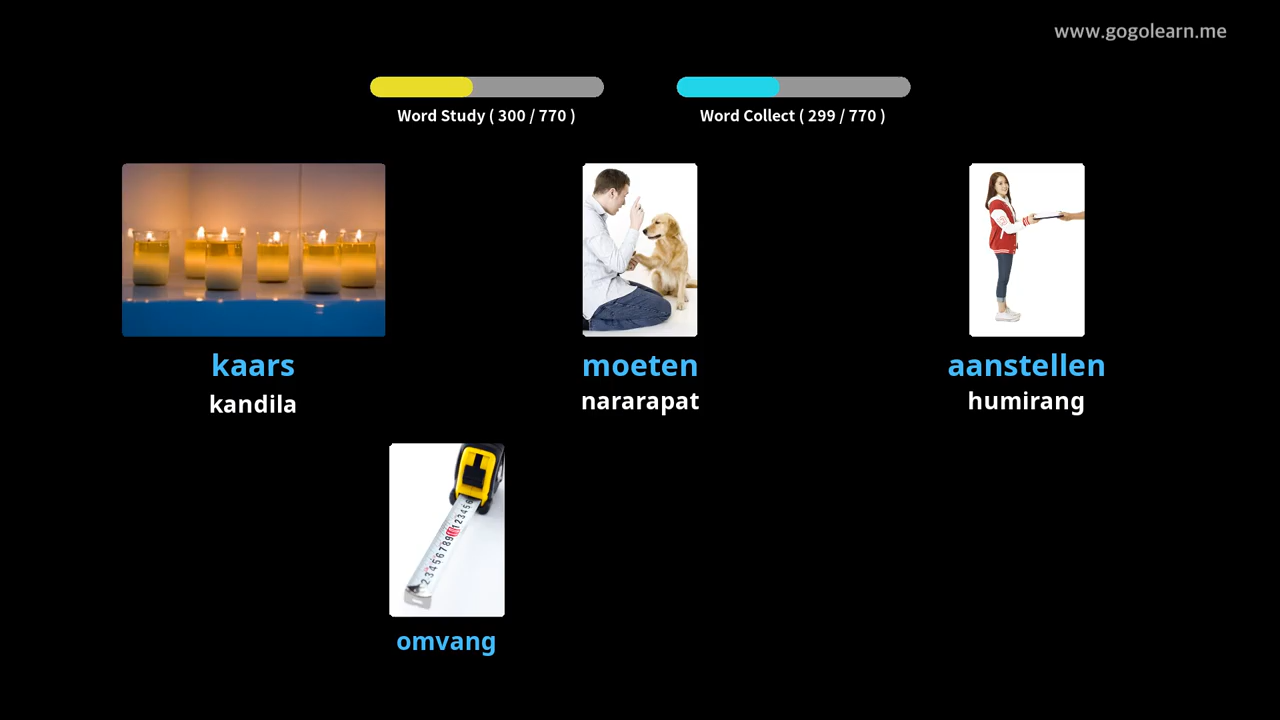 www.gogolearn.me
Word Study ( 300 / 770 )
Word Collect ( 299 / 770 )
kaars
moeten
aanstellen
kandila
nararapat
humirang
omvang